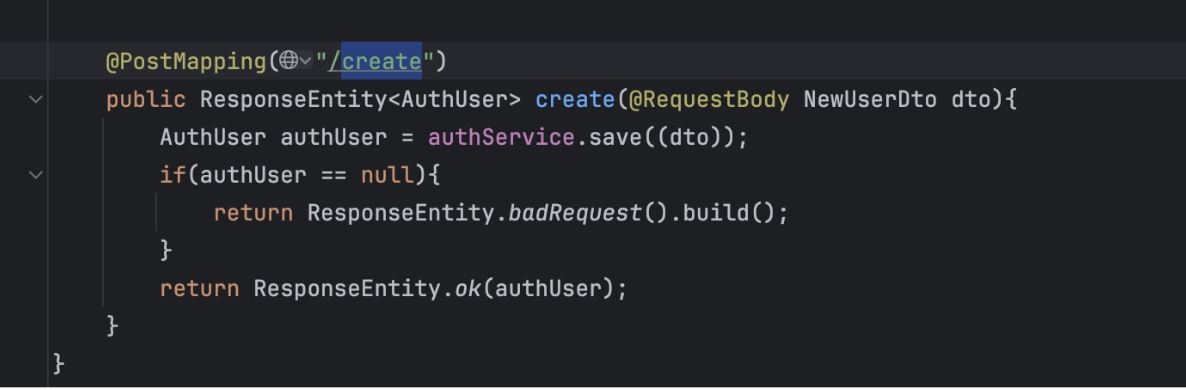 @PostMapping("/create")
public ResponseEntity<AuthUser> create(@RequestBody NewUserDto dto){
AuthUser authUser = authService.save((dto));
if(authUser == null){
return ResponseEntity.badRequest().build();
}
return ResponseEntity.ok(authUser);
}
}